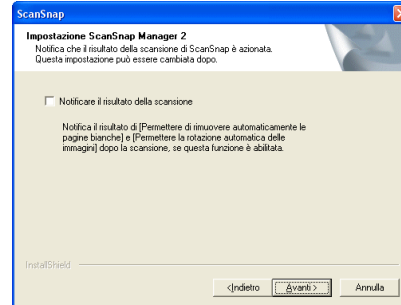 ScanSnap
Impostazione ScanSnap Manager 2
Notifica che il risultato della scansione di ScanSnap è azionata.
Questa impostazione può essere cambiata dopo.
Notificare il risultato della scansione
Notifica il risultato di [Permettere di rimuovere automaticamente le
pagine bianche] e [Permettere la rotazione automatica delle
immagini] dopo la scansione, se questa funzione è abilitata.
InstallShield
<Indietro Avanti > Annulla